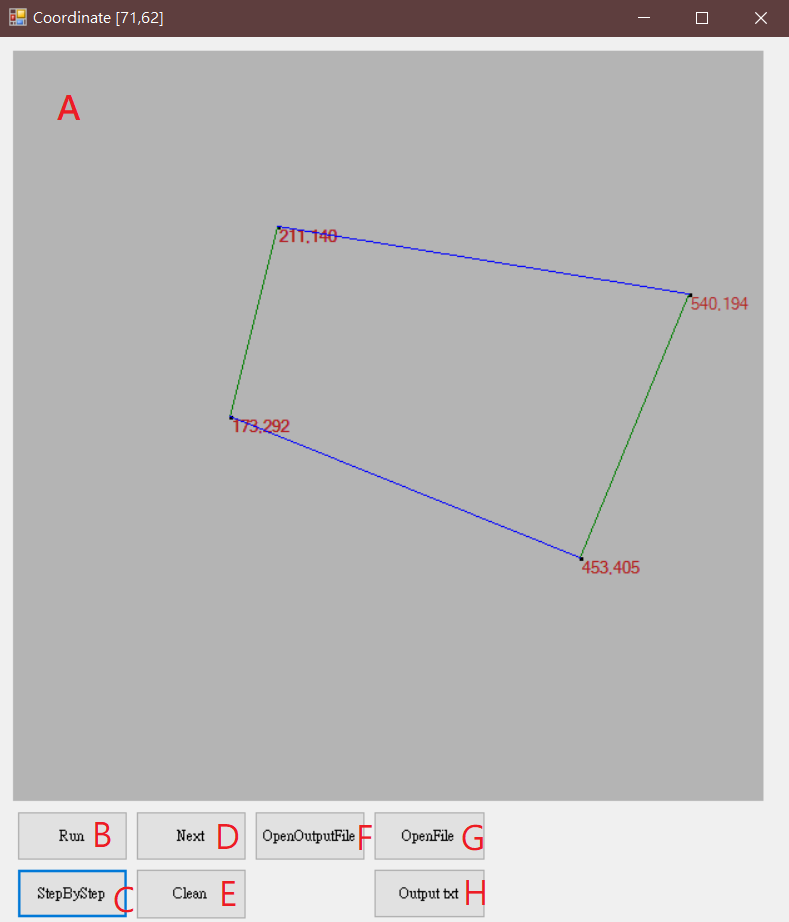 Coordinate [71,62]
A
211,140
540,194
173,292
453,405
Run B
Next D
OpenOutputFile F
OpenFile G
StepByStep C
Clean E
Output txt H